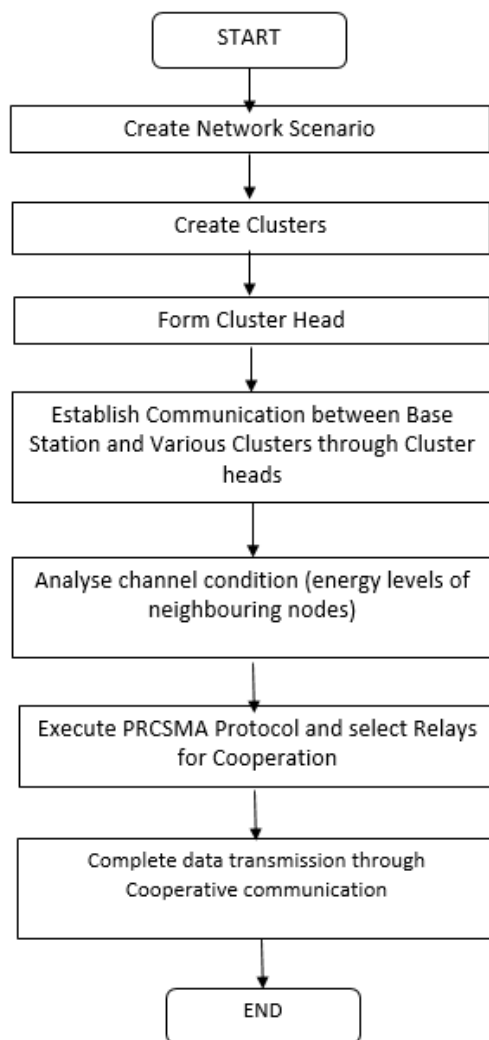 START
Create Network Scenario
Create Clusters
Form Cluster Head
Establish Communication between Base
Station and Various Clusters through Cluster
heads
Analyse channel condition (energy levels of
neighbouring nodes)
Execute PRCSMA Protocol and select Relays
for Cooperation
Complete data transmission through
Cooperative communication
END